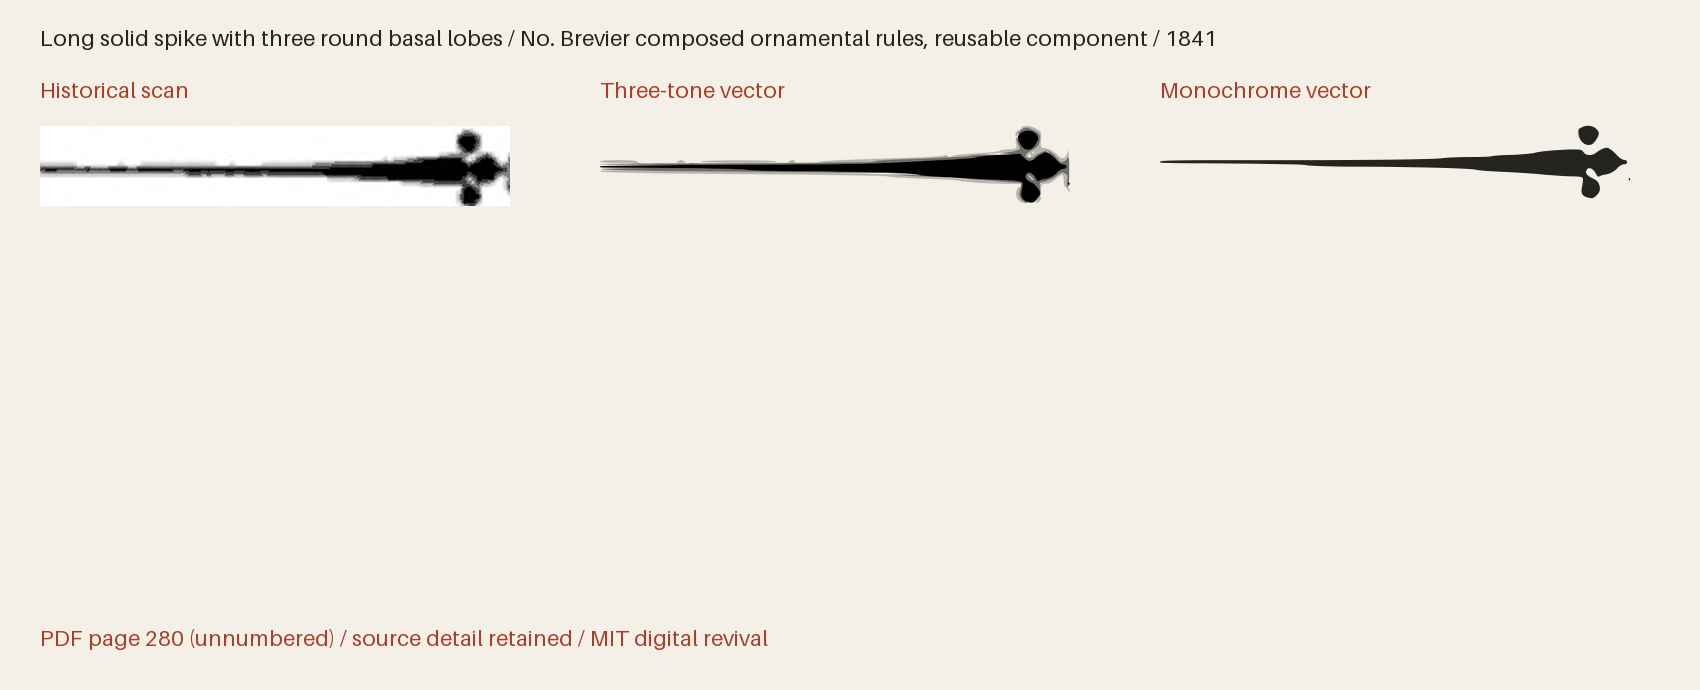 Long solid spike with three round basal lobes / No. Brevier composed ornamental rules, reusable component / 1841
Historical scan
Three-tone vector
Monochrome vector
PDF page 280 (unnumbered) / source detail retained / MIT digital revival